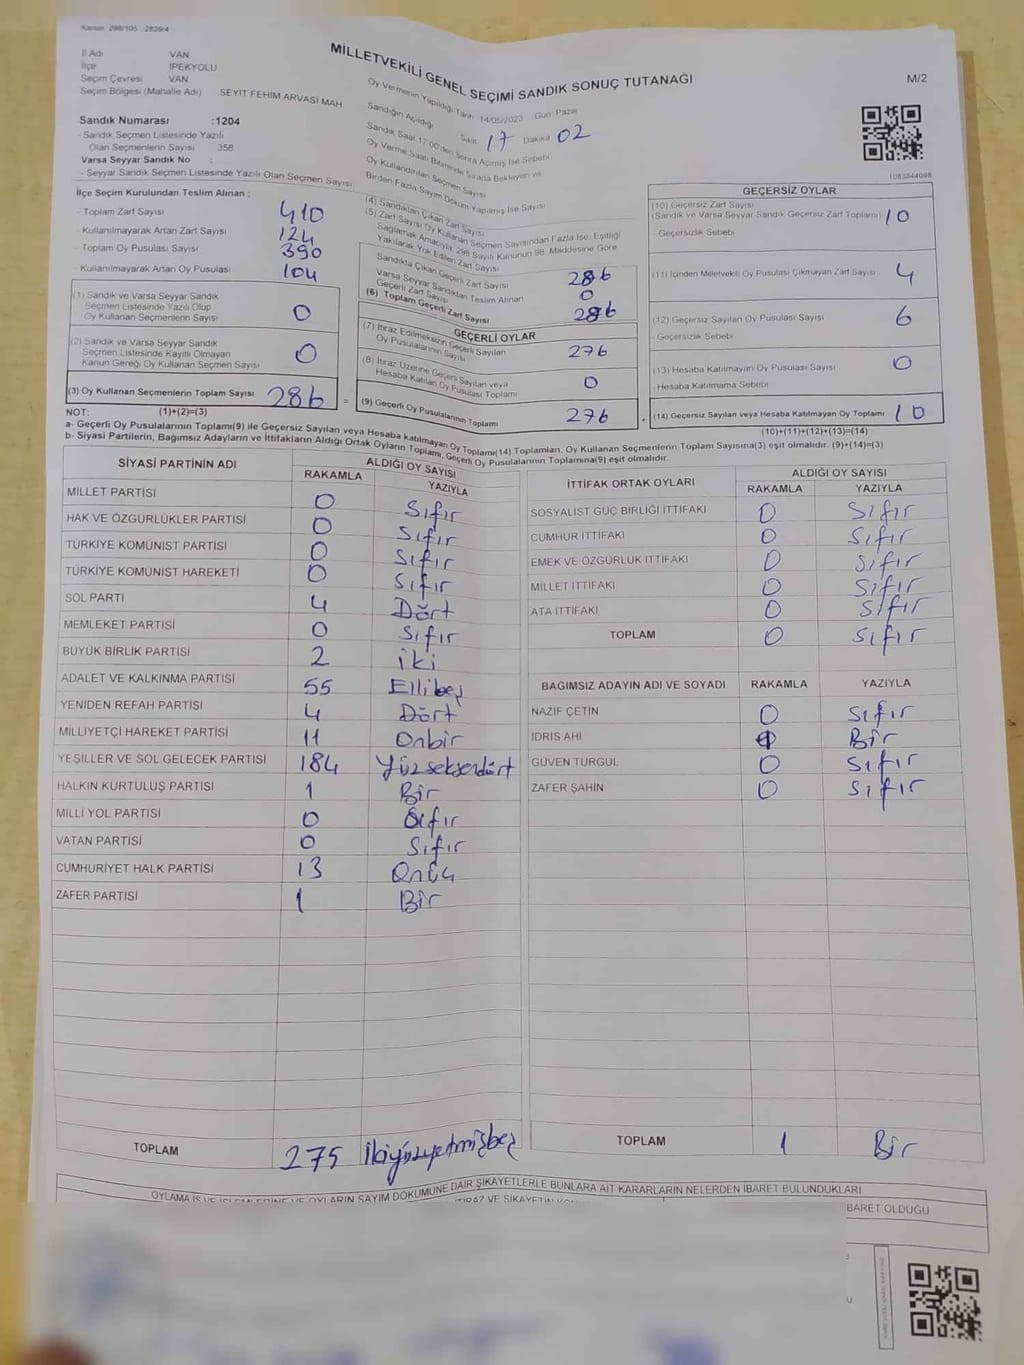 Kanun 298/105 , 2839/4
MİLLETVEKİLİ GENEL SEÇİMİ SANDIK SONUÇ TUTANAĞI
M/2
İl Adı VAN
İlçe İPEKYOLU
Seçim Çevresi VAN
Seçim Bölgesi (Mahalle Adı) SEYİT FEHİM ARVASİ MAH
Sandık Numarası :1204
- Sandık Seçmen Listesinde Yazılı
Olan Seçmenlerin Sayısı 358
Varsa Seyyar Sandık No :
- Seyyar Sandık Seçmen Listesinde Yazılı Olan Seçmen Sayısı
Oy Vermenin Yapıldığı Tarih 14/05/2023 Gün: Pazar
Sandığın Açıldığı Saat 17 Dakika 02
Sandık Saat 17:00'den Sonra Açılmış İse Sebebi
Oy Verme Saati Bitiminde Sırada Bekleyen ve
Oy Kullandırılan Seçmen Sayısı
Birden Fazla Sayım Döküm Yapılmış İse Sayısı
1083844098
İlçe Seçim Kurulundan Teslim Alınan :
- Toplam Zarf Sayısı 410
- Kullanılmayarak Artan Zarf Sayısı 124
- Toplam Oy Pusulası Sayısı 390
- Kullanılmayarak Artan Oy Pusulası 104
(1) Sandık ve Varsa Seyyar Sandık
Seçmen Listesinde Yazılı Olup
Oy Kullanan Seçmenlerin Sayısı 0
(2) Sandık ve Varsa Seyyar Sandık
Seçmen Listesinde Kayıtlı Olmayan
Kanun Gereği Oy Kullanan Seçmen Sayısı 0
(3) Oy Kullanan Seçmenlerin Toplam Sayısı 286 =
(4) Sandıktan Çıkan Zarf Sayısı
(5) Zarf Sayısı Oy Kullanan Seçmen Sayısından Fazla İse; Eşitliği
Sağlamak Amacıyla, 298 Sayılı Kanunun 98. Maddesine Göre
Yakılarak Yok Edilen Zarf Sayısı
Sandıkta Çıkan Geçerli Zarf Sayısı 286
Varsa Seyyar Sandıktan Teslim Alınan
Geçerli Zarf Sayısı 0
(6) Toplam Geçerli Zarf Sayısı 286
GEÇERLİ OYLAR
(7) İtiraz Edilmeksizin Geçerli Sayılan
Oy Pusulalarının Sayısı 276
(8) İtiraz Üzerine Geçerli Sayılan veya
Hesaba Katılan Oy Pusulası Toplamı 0
(9) Geçerli Oy Pusulalarının Toplamı 276
GEÇERSİZ OYLAR
(10) Geçersiz Zarf Sayısı
(Sandık ve Varsa Seyyar Sandık Geçersiz Zarf Toplamı) 10
- Geçersizlik Sebebi
(11) İçinden Milletvekili Oy Pusulası Çıkmayan Zarf Sayısı 4
(12) Geçersiz Sayılan Oy Pusulası Sayısı 6
- Geçersizlik Sebebi
(13) Hesaba Katılmayan Oy Pusulası Sayısı 0
- Hesaba Katılmama Sebebi
(14) Geçersiz Sayılan veya Hesaba Katılmayan Oy Toplamı 10
NOT: (1)+(2)=(3) (10)+(11)+(12)+(13)=(14)
a- Geçerli Oy Pusulalarının Toplamı(9) ile Geçersiz Sayılan veya Hesaba katılmayan Oy Toplamı(14) Toplamları, Oy Kullanan Seçmenlerin Toplam Sayısına(3) eşit olmalıdır. (9)+(14)=(3)
b- Siyasi Partilerin, Bağımsız Adayların ve İttifakların Aldığı Ortak Oyların Toplamı, Geçerli Oy Pusulalarının Toplamına(9) eşit olmalıdır.
SİYASİ PARTİNİN ADI ALDIĞI OY SAYISI
RAKAMLA YAZIYLA
MİLLET PARTİSİ 0 Sıfır
HAK VE ÖZGÜRLÜKLER PARTİSİ 0 Sıfır
TÜRKİYE KOMÜNİST PARTİSİ 0 Sıfır
TÜRKİYE KOMÜNİST HAREKETİ 0 Sıfır
SOL PARTİ 4 Dört
MEMLEKET PARTİSİ 0 Sıfır
BÜYÜK BİRLİK PARTİSİ 2 iki
ADALET VE KALKINMA PARTİSİ 55 Ellibeş
YENİDEN REFAH PARTİSİ 4 Dört
MİLLİYETÇİ HAREKET PARTİSİ 11 Onbir
YEŞİLLER VE SOL GELECEK PARTİSİ 184 Yüzseksendört
HALKIN KURTULUŞ PARTİSİ 1 Bir
MİLLİ YOL PARTİSİ 0 Sıfır
VATAN PARTİSİ 0 Sıfır
CUMHURİYET HALK PARTİSİ 13 Onüç
ZAFER PARTİSİ 1 Bir
TOPLAM 275 ikiyüzyetmişbeş
İTTİFAK ORTAK OYLARI ALDIĞI OY SAYISI
RAKAMLA YAZIYLA
SOSYALİST GÜÇ BİRLİĞİ İTTİFAKI 0 Sıfır
CUMHUR İTTİFAKI 0 Sıfır
EMEK VE ÖZGÜRLÜK İTTİFAKI 0 Sıfır
MİLLET İTTİFAKI 0 Sıfır
ATA İTTİFAKI 0 Sıfır
TOPLAM 0 Sıfır
BAĞIMSIZ ADAYIN ADI VE SOYADI RAKAMLA YAZIYLA
NAZİF ÇETİN 0 Sıfır
İDRİS AHİ 1 Bir
GÜVEN TURGUL 0 Sıfır
ZAFER ŞAHİN 0 Sıfır
TOPLAM 1 Bir
OYLAMA İŞ VE İŞLEMLERİNE VE OYLARIN SAYIM DÖKÜMÜNE DAİR ŞİKAYETLERLE BUNLARA AİT KARARLARIN NELERDEN İBARET BULUNDUKLARI
İTİRAZ VE ŞİKAYETİN
BARET OLDUĞU